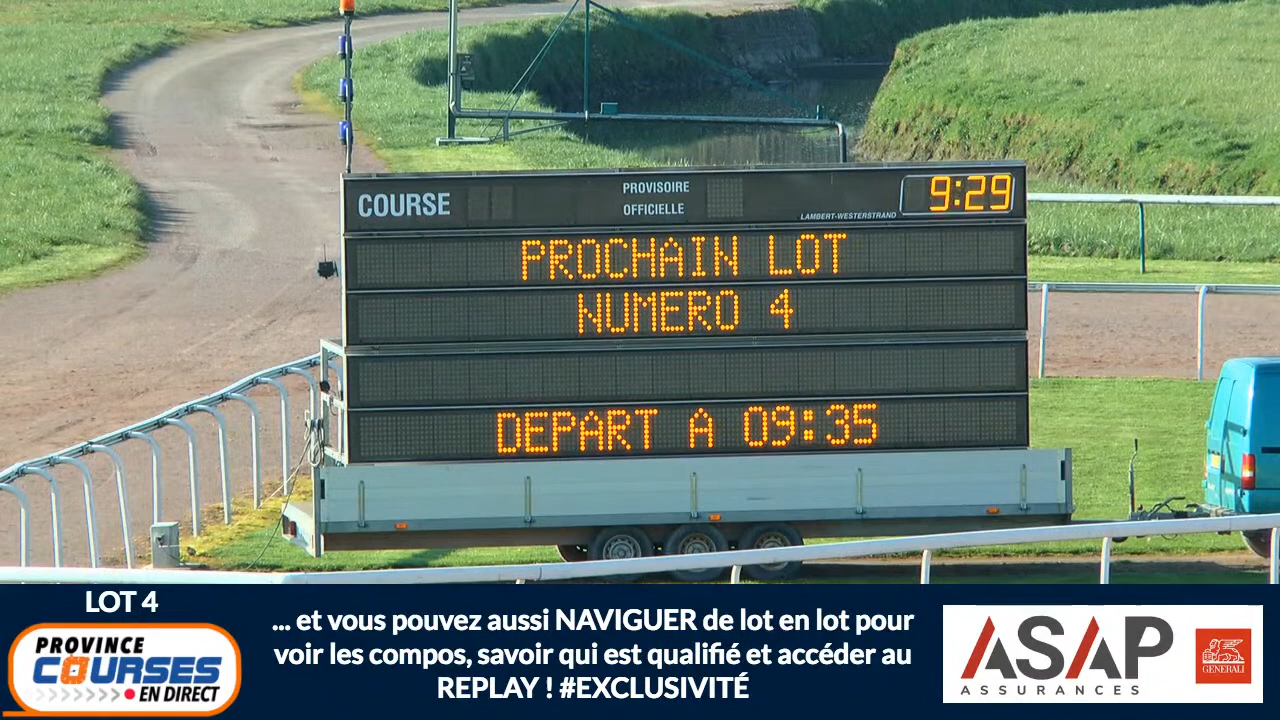 COURSE
PROVISOIRE
OFFICIELLE
LAMBERT-WESTERSTRAND
9:29
PROCHAIN LOT
NUMERO 4
DEPART A 09:35
LOT 4
PROVINCE
COURSES
EN DIRECT
... et vous pouvez aussi NAVIGUER de lot en lot pour
voir les compos, savoir qui est qualifié et accéder au
REPLAY ! #EXCLUSIVITÉ
ASAP
ASSURANCES
GENERALI